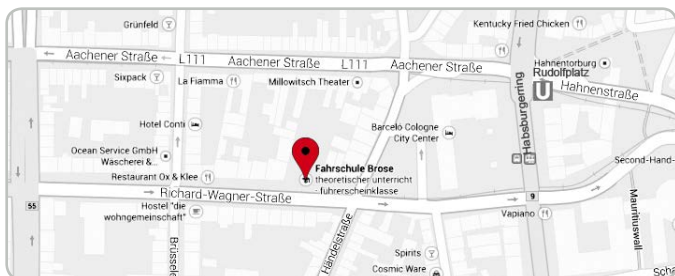 Grünfeld
Kentucky Fried Chicken
Aachener Straße
L111
Aachener Straße
L111
Aachener Straße
Hahnentorburg
Rudolfplatz
U
Hahnenstraße
Sixpack
La Fiamma
Millowitsch Theater
Habsburgerring
Hotel Conti
Barcelo Cologne
City Center
Ocean Service GmbH
Wäscherei &...
Fahrschule Brose
theoretischer unterricht
- führerscheinklasse
Restaurant Ox & Klee
Second-Hand-
Richard-Wagner-Straße
9
55
Hostel "die
wohngemeinschaft"
Vapiano
Mauritiuswall
Brüssele
Händelstraße
Spirits
Cosmic Ware
Scha